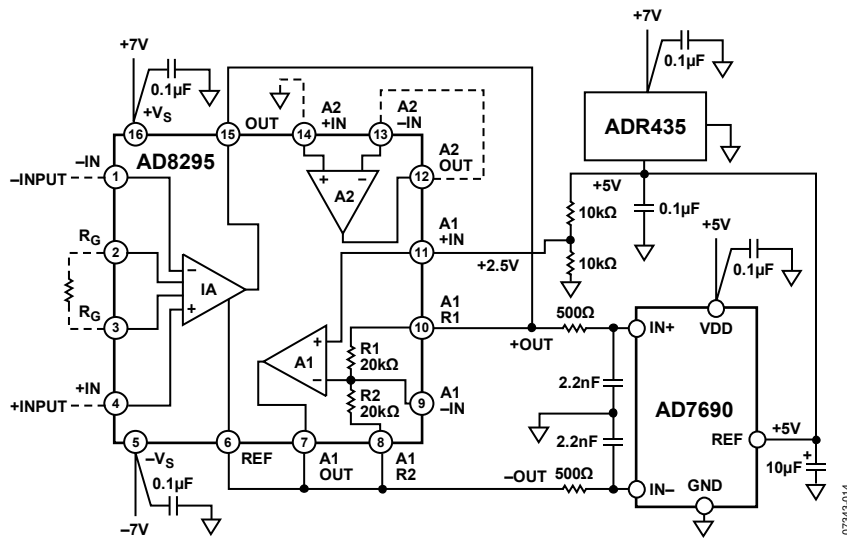 +7V
0.1µF
+VS
OUT
A2
+IN
A2
–IN
16
15
14
13
AD8295
A2
OUT
12
+
–
A2
–IN
–INPUT
1
RG
2
RG
3
–
IA
+
+IN
+INPUT
4
A1
+IN
11
+2.5V
A1
R1
10
+
A1
–
R1
20kΩ
R2
20kΩ
9
A1
–IN
5
6
7
8
–VS
REF
A1
OUT
A1
R2
0.1µF
–7V
+7V
0.1µF
ADR435
+5V
10kΩ
10kΩ
0.1µF
+5V
0.1µF
500Ω
+OUT
IN+
VDD
2.2nF
AD7690
2.2nF
+5V
REF
10µF
+
–OUT
500Ω
IN–
GND
07343-014